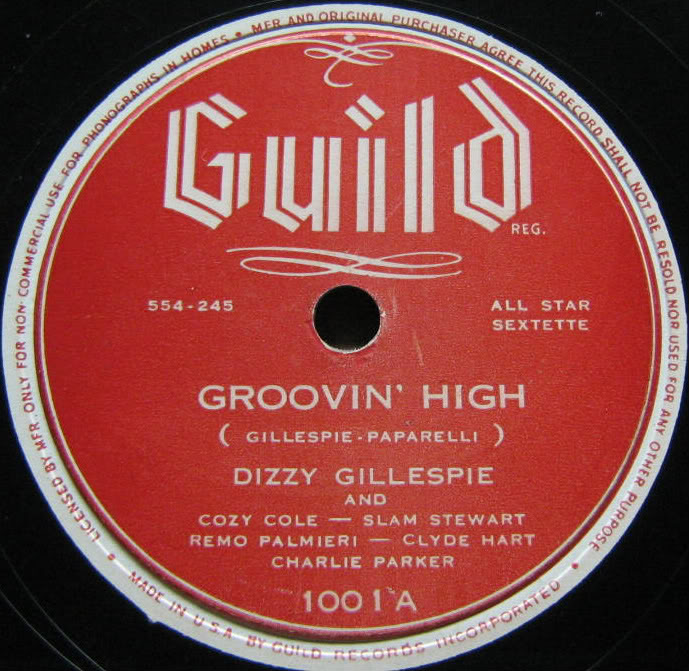 Guild
REG.
554-245
ALL STAR
SEXTETTE
GROOVIN' HIGH
( GILLESPIE-PAPARELLI )
DIZZY GILLESPIE
AND
COZY COLE — SLAM STEWART
REMO PALMIERI — CLYDE HART
CHARLIE PARKER
1001 A
• LICENSED BY MFR. ONLY FOR NON-COMMERCIAL USE FOR PHONOGRAPHS IN HOMES • MFR AND ORIGINAL PURCHASER AGREE THIS RECORD SHALL NOT BE RESOLD NOR USED FOR ANY OTHER PURPOSE •
MADE IN U.S.A BY GUILD RECORDS INCORPORATED